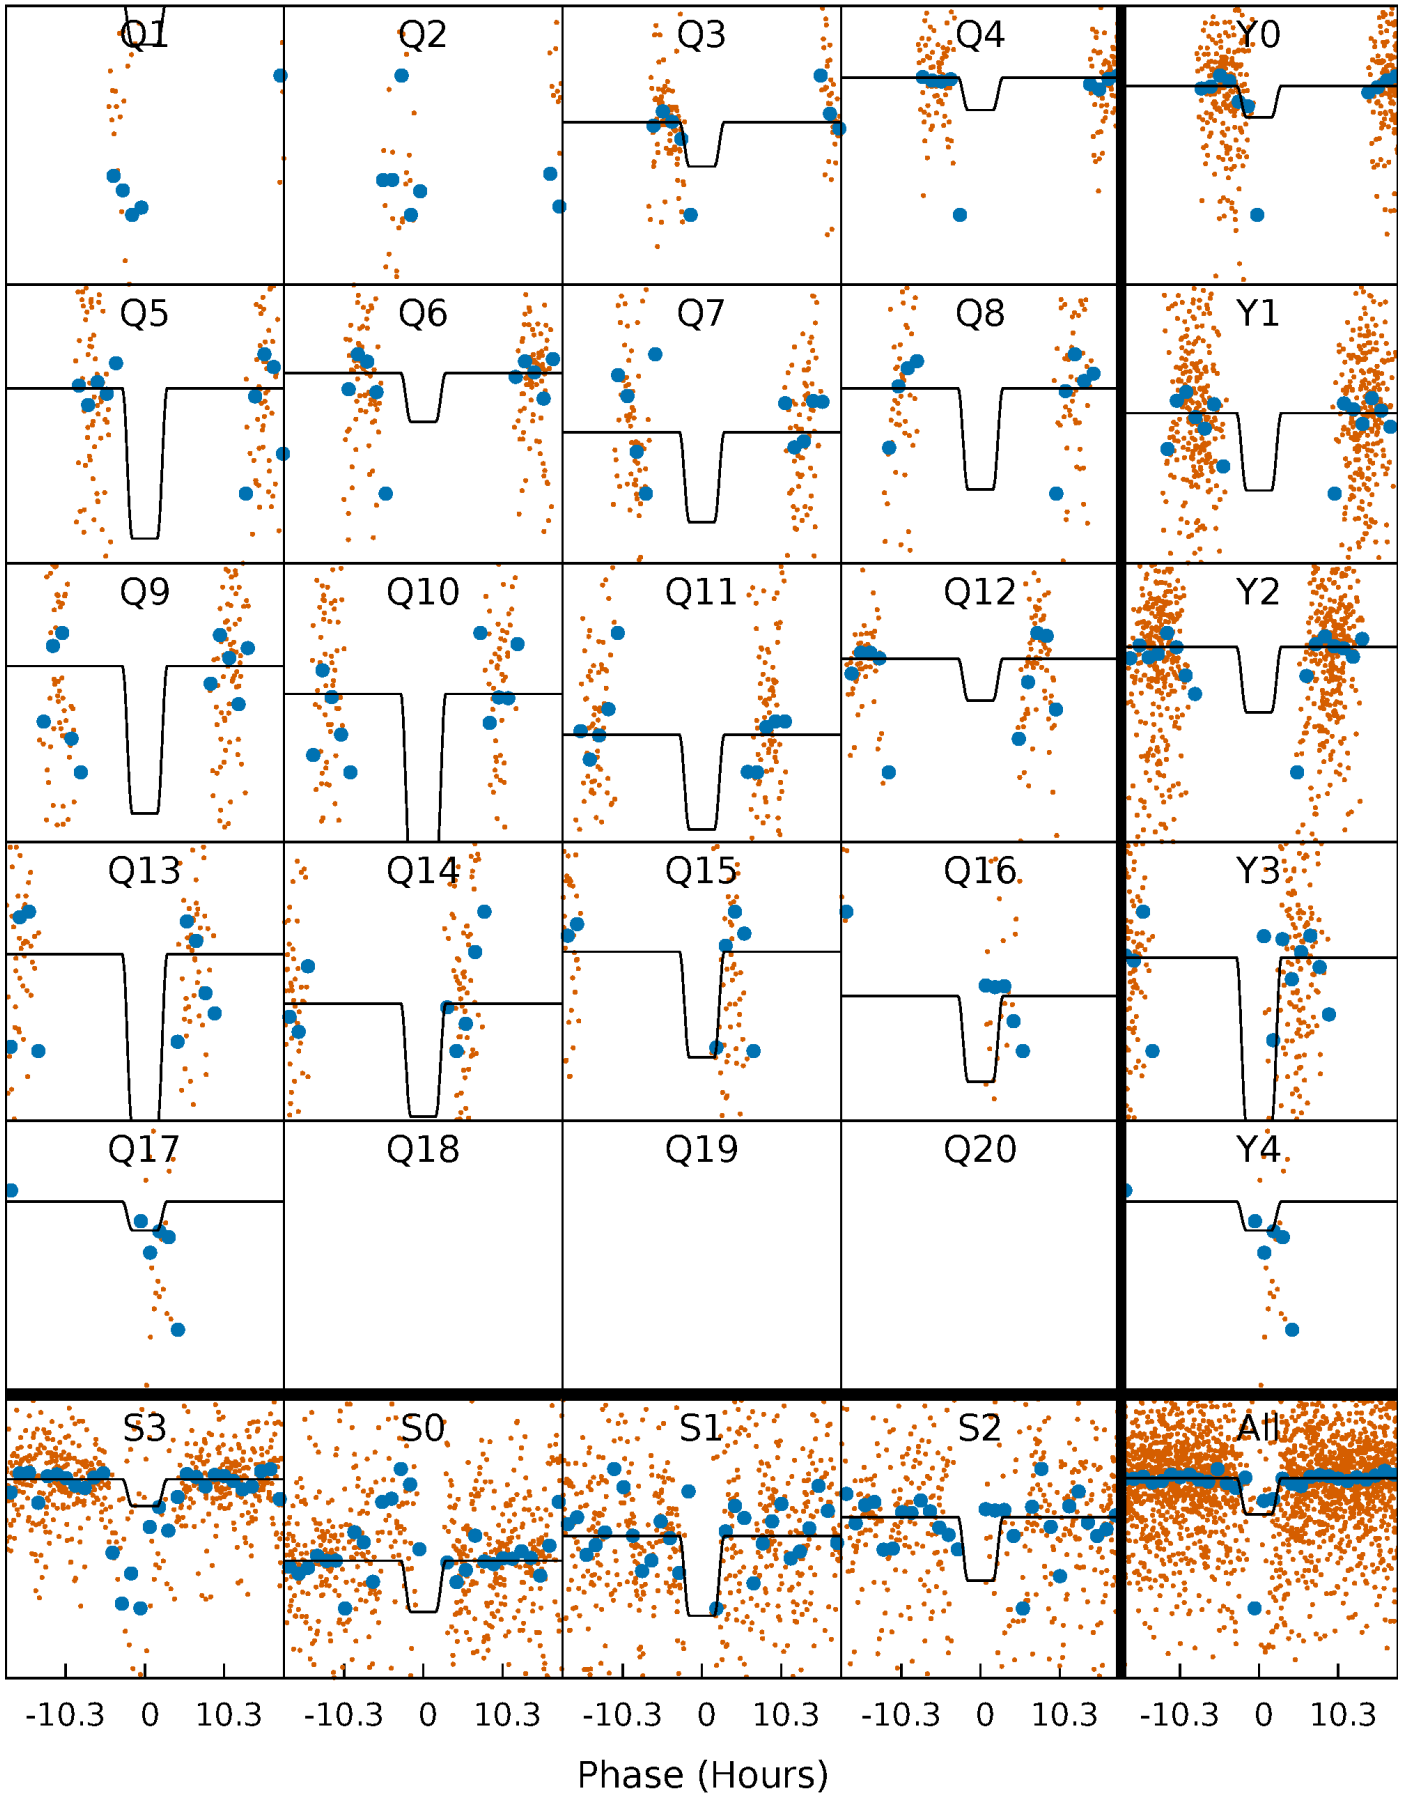 Q1 Q2 Q3 Q4 Y0
Q5 Q6 Q7 Q8 Y1
Q9 Q10 Q11 Q12 Y2
Q13 Q14 Q15 Q16 Y3
Q17 Q18 Q19 Q20 Y4
S3 S0 S1 S2 All
-10.3 0 10.3 -10.3 0 10.3 -10.3 0 10.3 -10.3 0 10.3 -10.3 0 10.3
Phase (Hours)